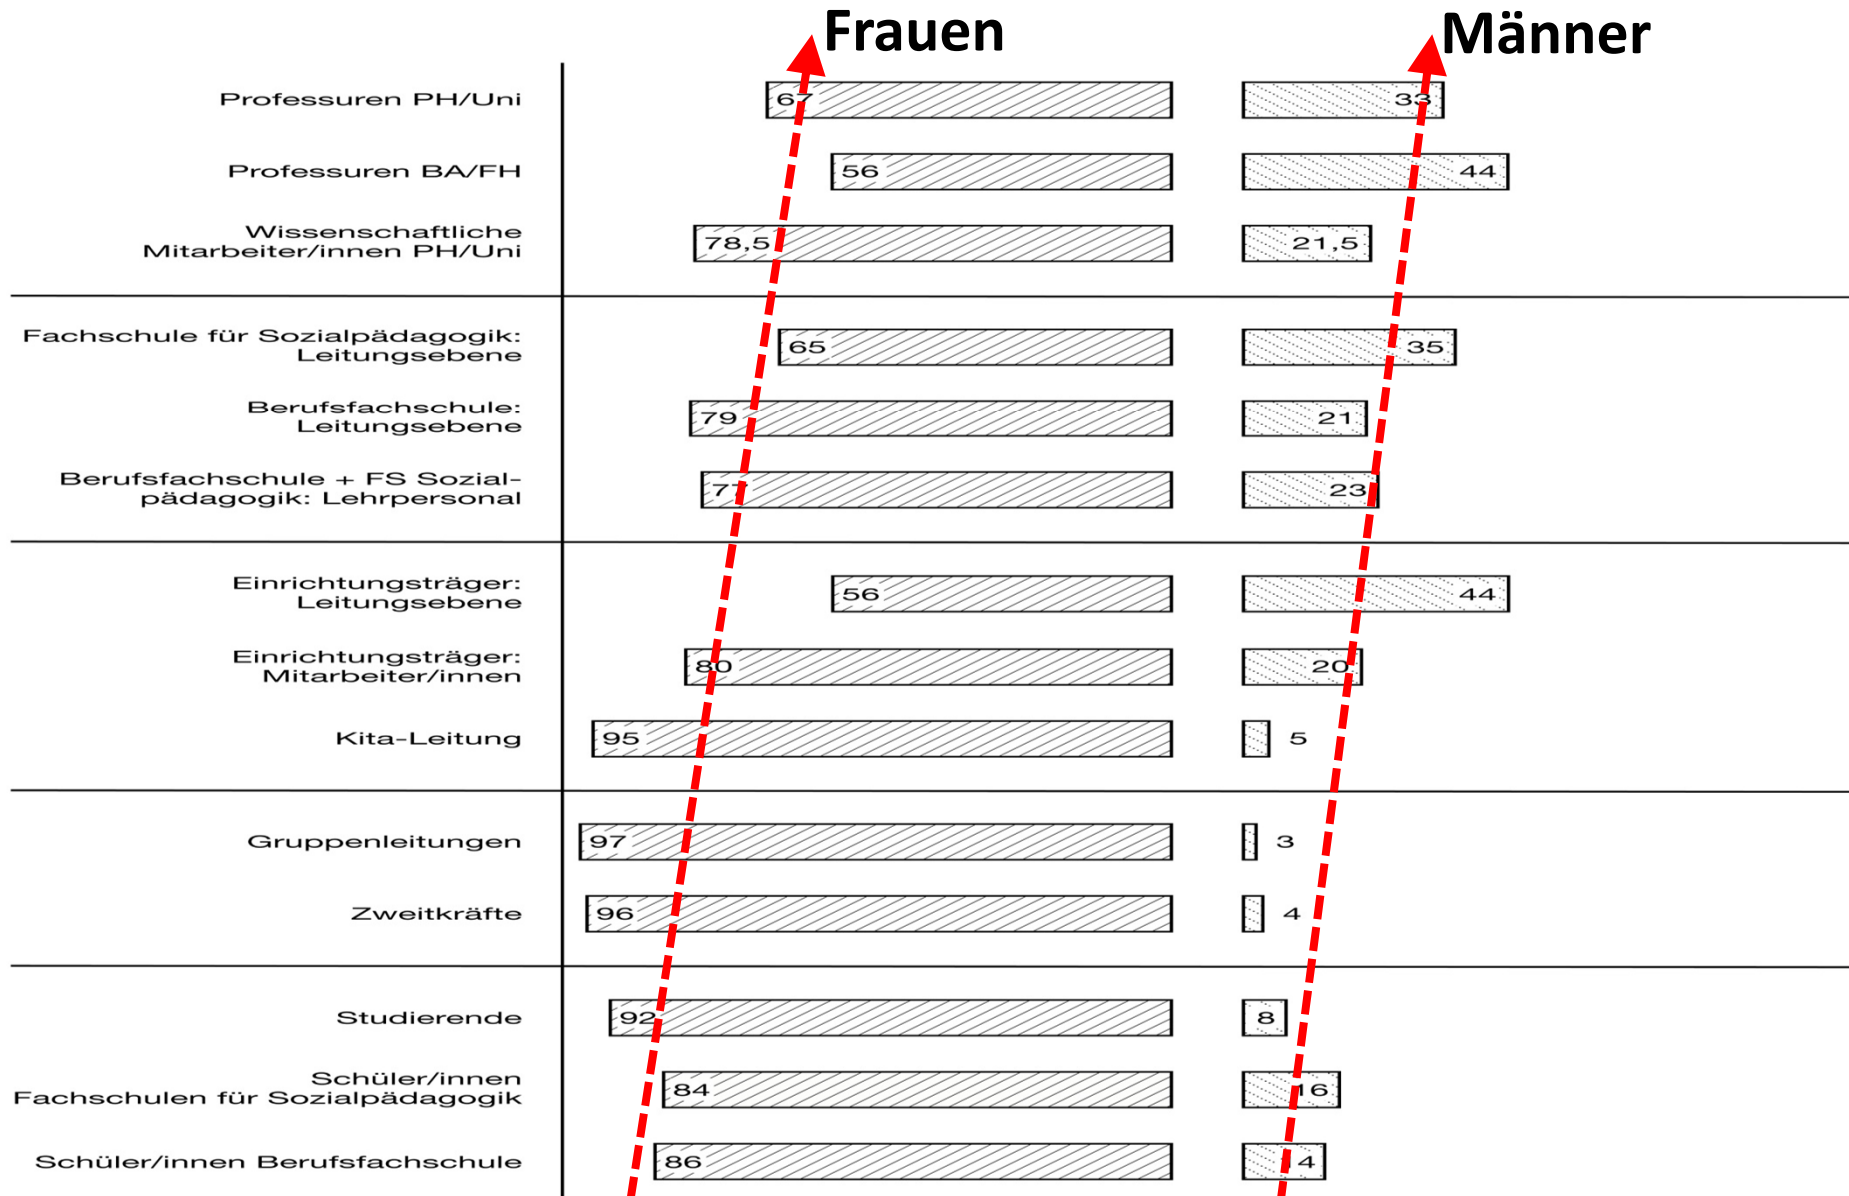 Frauen Männer
Professuren PH/Uni 67 33
Professuren BA/FH 56 44
Wissenschaftliche
Mitarbeiter/innen PH/Uni 78,5 21,5
Fachschule für Sozialpädagogik:
Leitungsebene 65 35
Berufsfachschule:
Leitungsebene 79 21
Berufsfachschule + FS Sozial-
pädagogik: Lehrpersonal 77 23
Einrichtungsträger:
Leitungsebene 56 44
Einrichtungsträger:
Mitarbeiter/innen 80 20
Kita-Leitung 95 5
Gruppenleitungen 97 3
Zweitkräfte 96 4
Studierende 92 8
Schüler/innen
Fachschulen für Sozialpädagogik 84 16
Schüler/innen Berufsfachschule 86 14